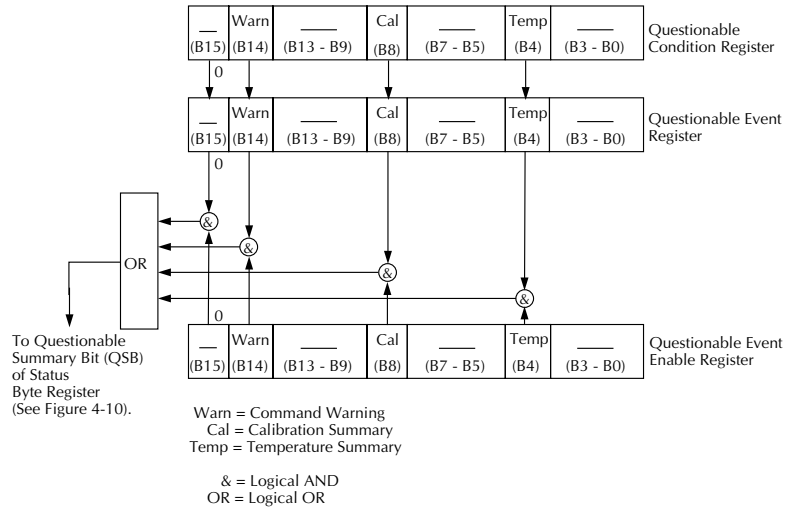 Warn Cal Temp
(B15) (B14) (B13 - B9) (B8) (B7 - B5) (B4) (B3 - B0)
Questionable
Condition Register
0
Warn Cal Temp
(B15) (B14) (B13 - B9) (B8) (B7 - B5) (B4) (B3 - B0)
Questionable Event
Register
0
&
&
&
&
OR
0
To Questionable
Summary Bit (QSB)
of Status
Byte Register
(See Figure 4-10).
Warn Cal Temp
(B15) (B14) (B13 - B9) (B8) (B7 - B5) (B4) (B3 - B0)
Questionable Event
Enable Register
Warn = Command Warning
Cal = Calibration Summary
Temp = Temperature Summary
& = Logical AND
OR = Logical OR